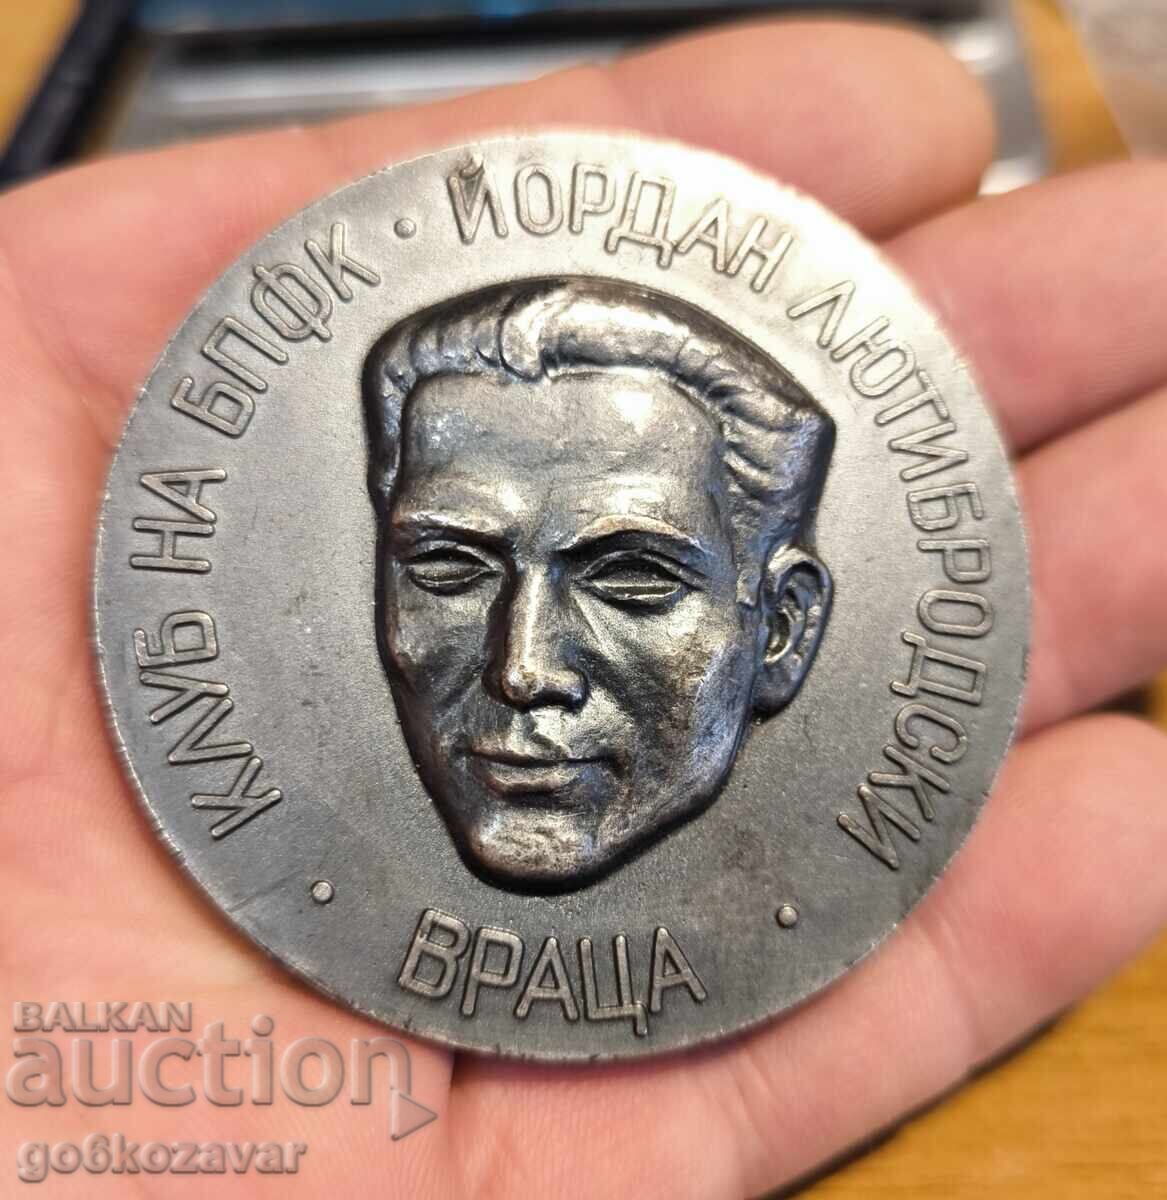 КЛУБ НА БПФК · ЙОРДАН ЛЮТИБРОДСКИ ·
ВРАЦА ·
BALKAN
auction
go6kozavar